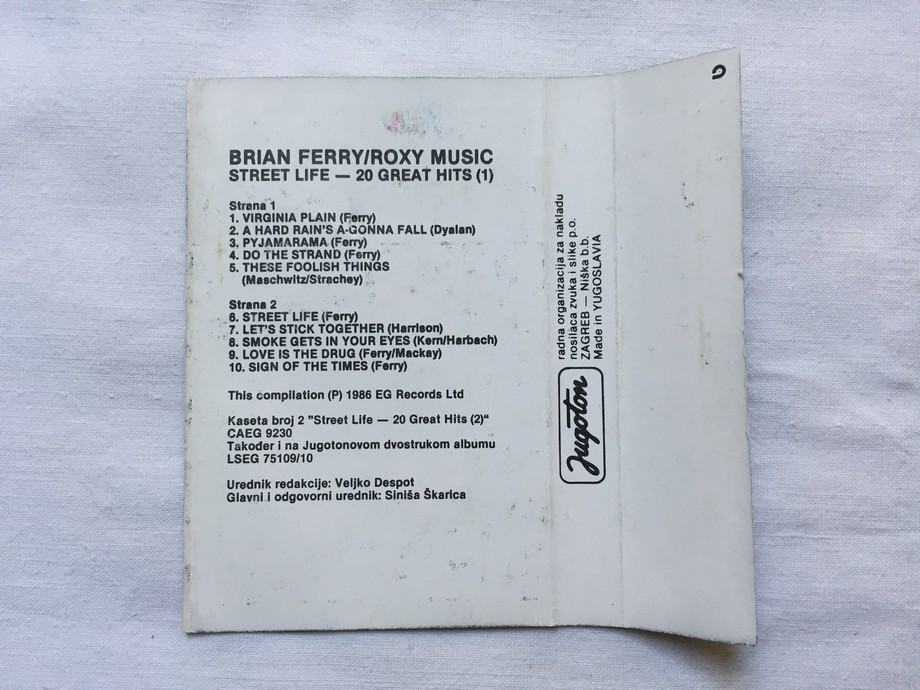 BRIAN FERRY/ROXY MUSIC
STREET LIFE — 20 GREAT HITS (1)
Strana 1
1. VIRGINIA PLAIN (Ferry)
2. A HARD RAIN'S A-GONNA FALL (Dyalan)
3. PYJAMARAMA (Ferry)
4. DO THE STRAND (Ferry)
5. THESE FOOLISH THINGS
(Maschwitz/Strachey)
Strana 2
6. STREET LIFE (Ferry)
7. LET'S STICK TOGETHER (Harrison)
8. SMOKE GETS IN YOUR EYES (Kern/Harbach)
9. LOVE IS THE DRUG (Ferry/Mackay)
10. SIGN OF THE TIMES (Ferry)
This compilation (P) 1986 EG Records Ltd
Kaseta broj 2 "Street Life — 20 Great Hits (2)"
CAEG 9230
Također i na Jugotonovom dvostrukom albumu
LSEG 75109/10
Urednik redakcije: Veljko Despot
Glavni i odgovorni urednik: Siniša Škarica
Jugoton
radna organizacija za nakladu
nosilaca zvuka i slike p.o.
ZAGREB — Niška b.b.
Made in YUGOSLAVIA